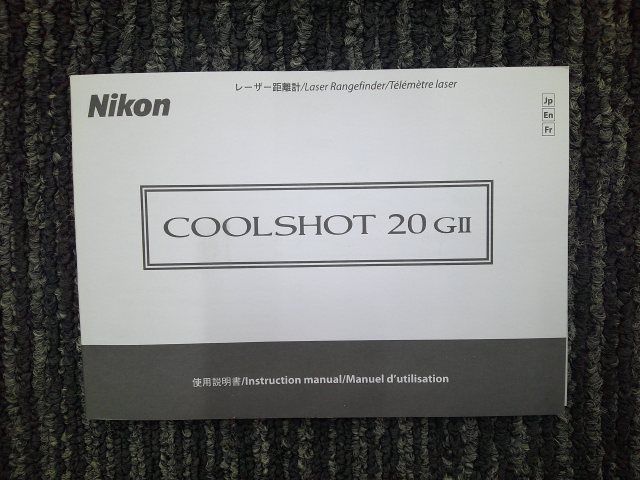 レーザー距離計/Laser Rangefinder/Télémètre laser
Nikon
Jp
En
Fr
COOLSHOT 20 GII
使用説明書/Instruction manual/Manuel d'utilisation